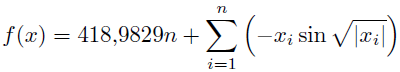 f(x) = 418,9829n + \sum_{i=1}^{n} \left( -x_i \sin \sqrt{|x_i|} \right)